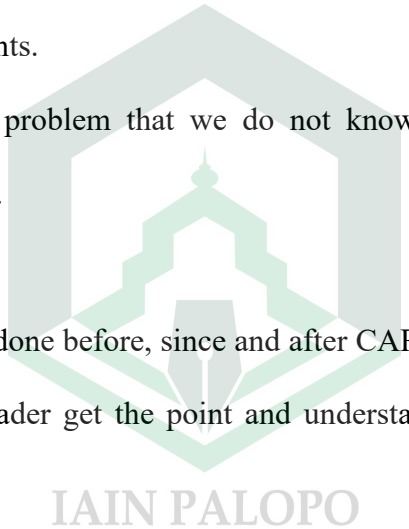 nts.
problem that we do not know
done before, since and after CAR
ader get the point and understa
IAIN PALOPO